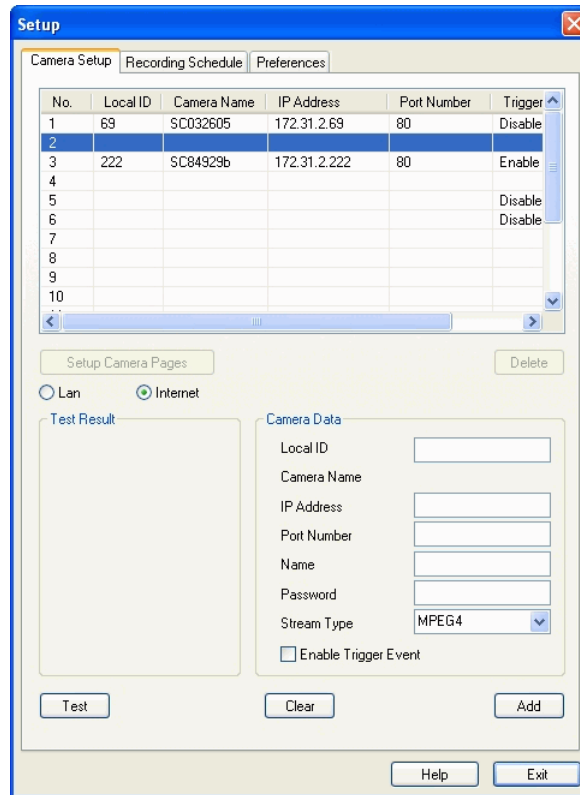 Setup
Camera Setup Recording Schedule Preferences
No. Local ID Camera Name IP Address Port Number Trigger
1 69 SC032605 172.31.2.69 80 Disable
2
3 222 SC84929b 172.31.2.222 80 Enable
4
5 Disable
6 Disable
7
8
9
10
Setup Camera Pages Delete
Lan Internet
Test Result Camera Data
Local ID
Camera Name
IP Address
Port Number
Name
Password
Stream Type MPEG4
Enable Trigger Event
Test Clear Add
Help Exit